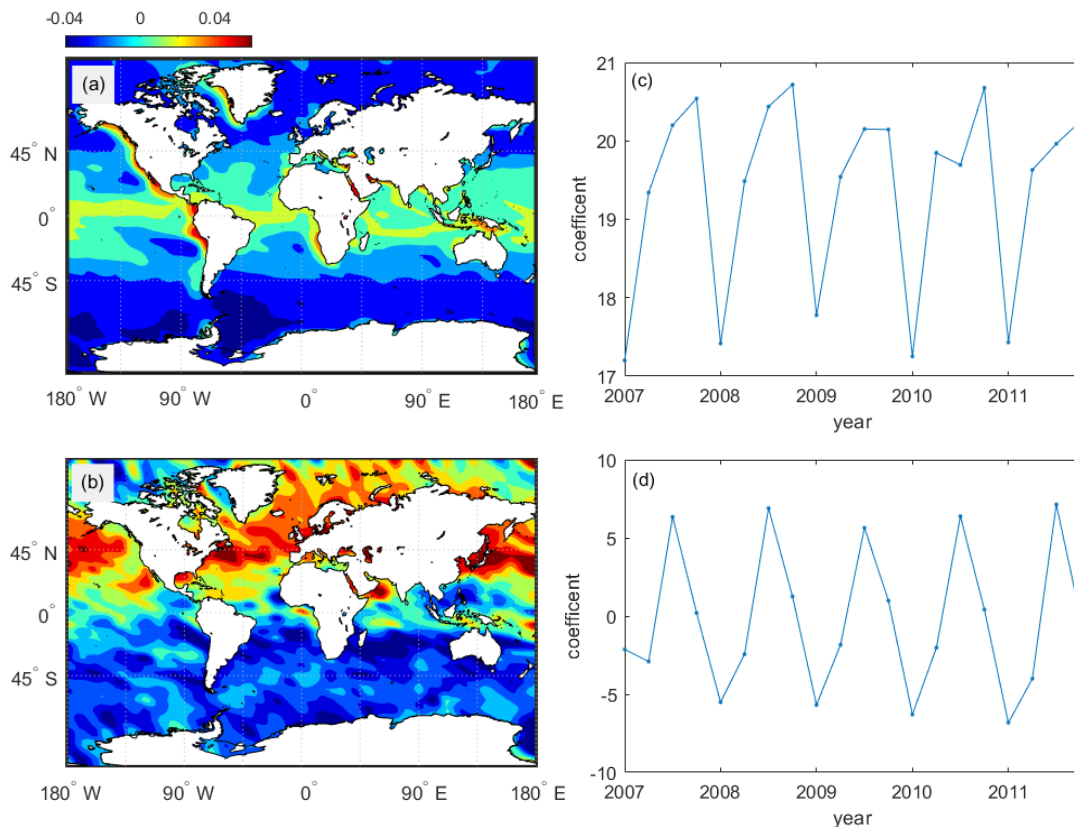 -0.04 0 0.04
(a)
45° N
0°
45° S
180° W 90° W 0° 90° E 180° E
(c)
21
20
19
18
17
coefficent
2007 2008 2009 2010 2011
year
(b)
45° N
0°
45° S
180° W 90° W 0° 90° E 180° E
(d)
10
5
0
-5
-10
coefficent
2007 2008 2009 2010 2011
year